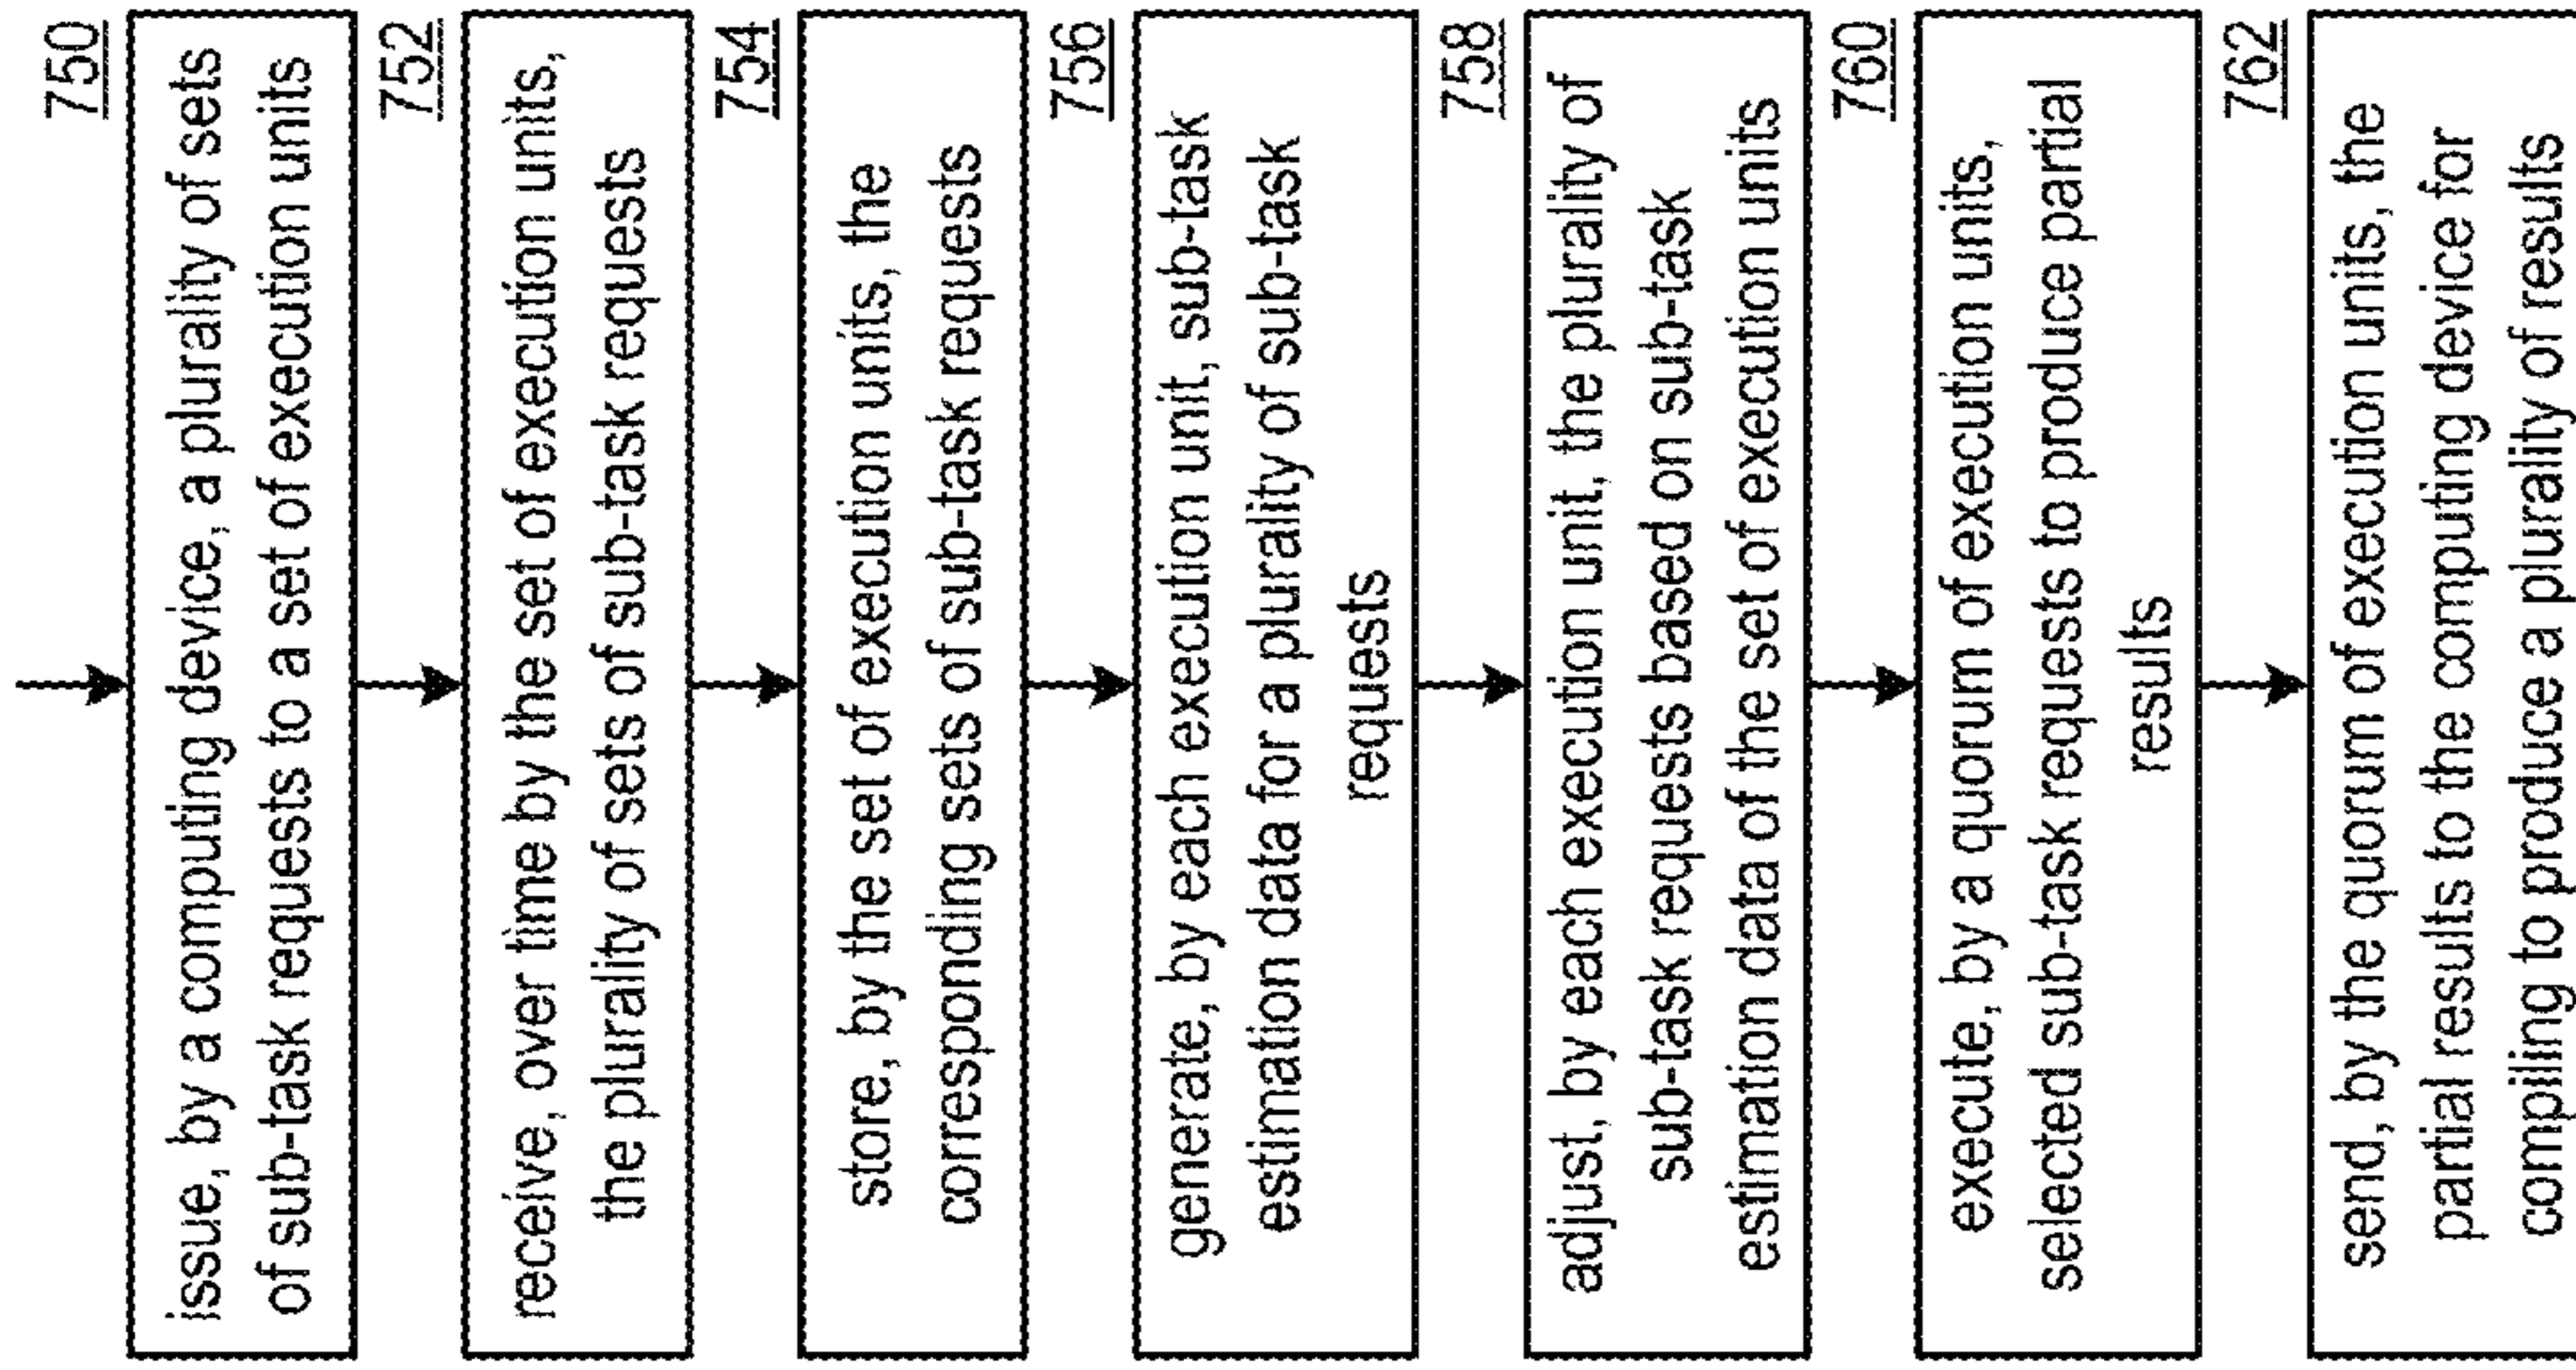 750
issue, by a computing device, a plurality of sets
of sub-task requests to a set of execution units
752
receive, over time by the set of execution units,
the plurality of sets of sub-task requests
754
store, by the set of execution units, the
corresponding sets of sub-task requests
756
generate, by each execution unit, sub-task
estimation data for a plurality of sub-task
requests
758
adjust, by each execution unit, the plurality of
sub-task requests based on sub-task
estimation data of the set of execution units
760
execute, by a quorum of execution units,
selected sub-task requests to produce partial
results
762
send, by the quorum of execution units, the
partial results to the computing device for
compiling to produce a plurality of results